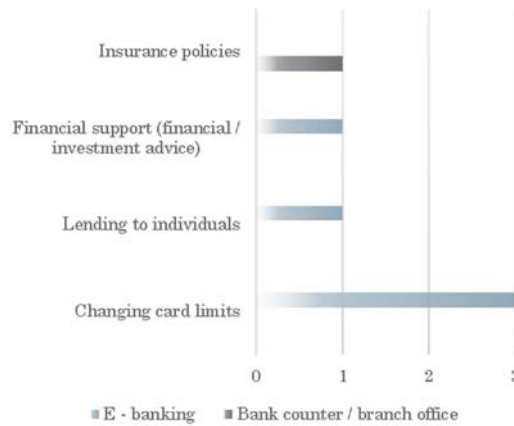 Insurance policies
Financial support (financial /
investment advice)
Lending to individuals
Changing card limits
0 1 2 3
E - banking Bank counter / branch office